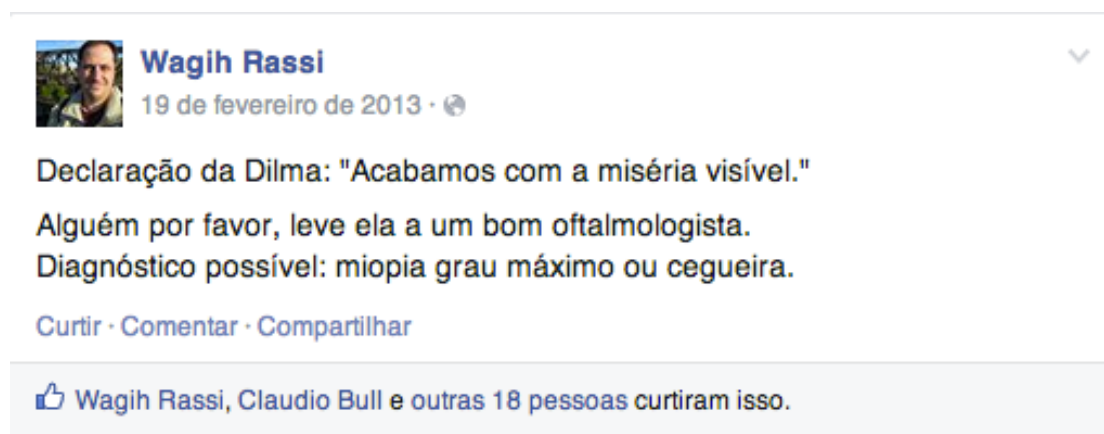 Wagih Rassi
19 de fevereiro de 2013 ·
Declaração da Dilma: "Acabamos com a miséria visível."
Alguém por favor, leve ela a um bom oftalmologista.
Diagnóstico possível: miopia grau máximo ou cegueira.
Curtir · Comentar · Compartilhar
Wagih Rassi, Claudio Bull e outras 18 pessoas curtiram isso.